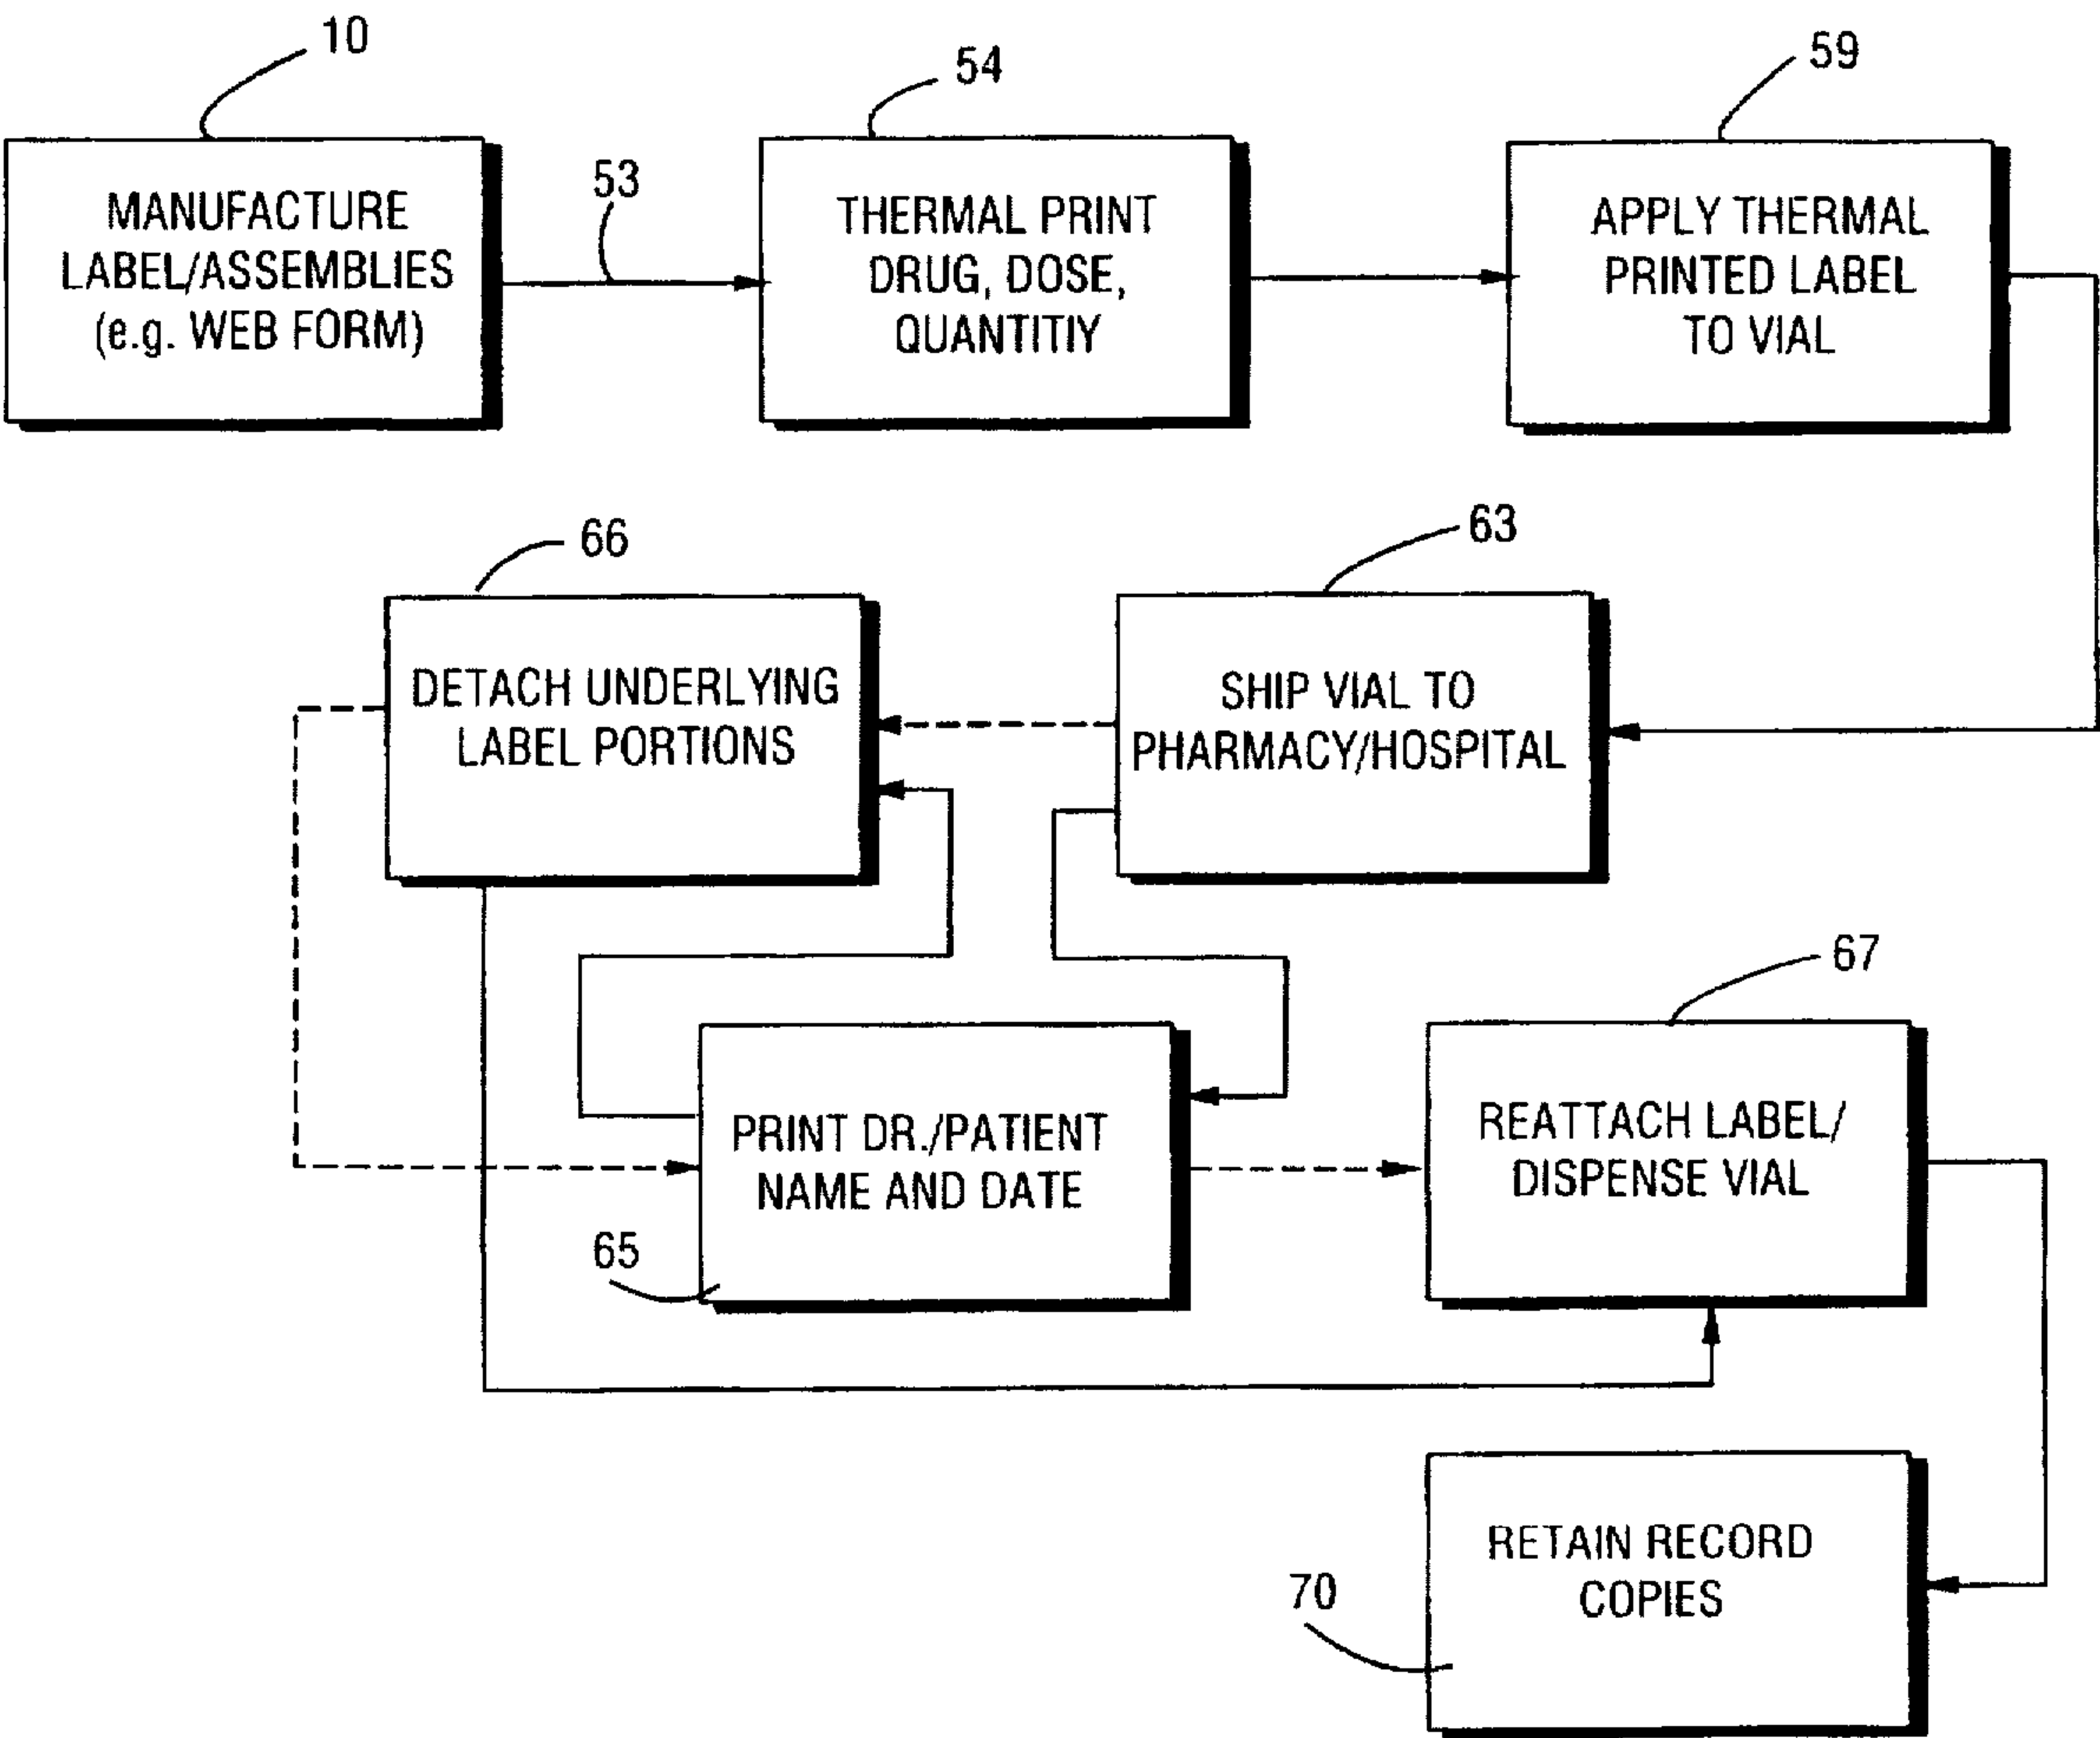 10
54
59
53
MANUFACTURE
LABEL/ASSEMBLIES
(e.g. WEB FORM)
THERMAL PRINT
DRUG, DOSE,
QUANTITIY
APPLY THERMAL
PRINTED LABEL
TO VIAL
66
63
DETACH UNDERLYING
LABEL PORTIONS
SHIP VIAL TO
PHARMACY/HOSPITAL
67
PRINT DR./PATIENT
NAME AND DATE
65
REATTACH LABEL/
DISPENSE VIAL
RETAIN RECORD
COPIES
70